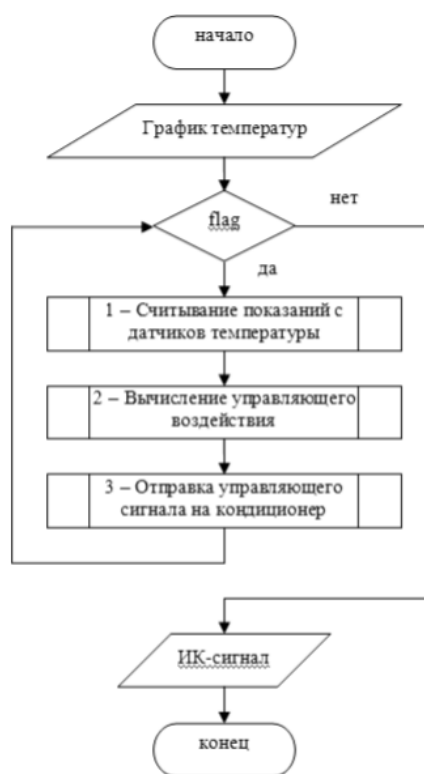 начало
График температур
flag
нет
да
1 – Считывание показаний с
датчиков температуры
2 – Вычисление управляющего
воздействия
3 – Отправка управляющего
сигнала на кондиционер
ИК-сигнал
конец